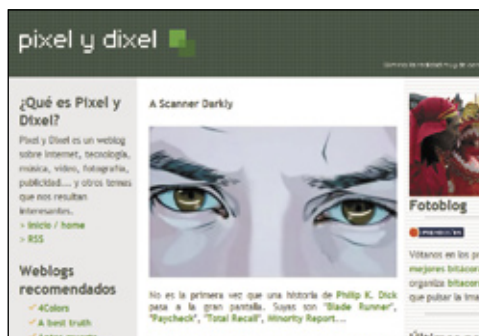 pixel y dixel
¿Qué es Pixel y
Dixel?
Pixel y Dixel es un weblog
sobre internet, tecnología,
música, video, fotografía,
publicidad... y otros temas
que nos resultan
interesantes.
> Inicio / home
> RSS
Weblogs
recomendados
4Colors
A best truth
A Scanner Darkly
No es la primera vez que una historia de Philip K. Dick
pasa a la gran pantalla. Suyas son "Blade Runner",
"Paycheck", "Total Recall", Minority Report...
Fotoblog
Vótanos en los
mejores bitácor
organiza bitacor
que pulsar la ima